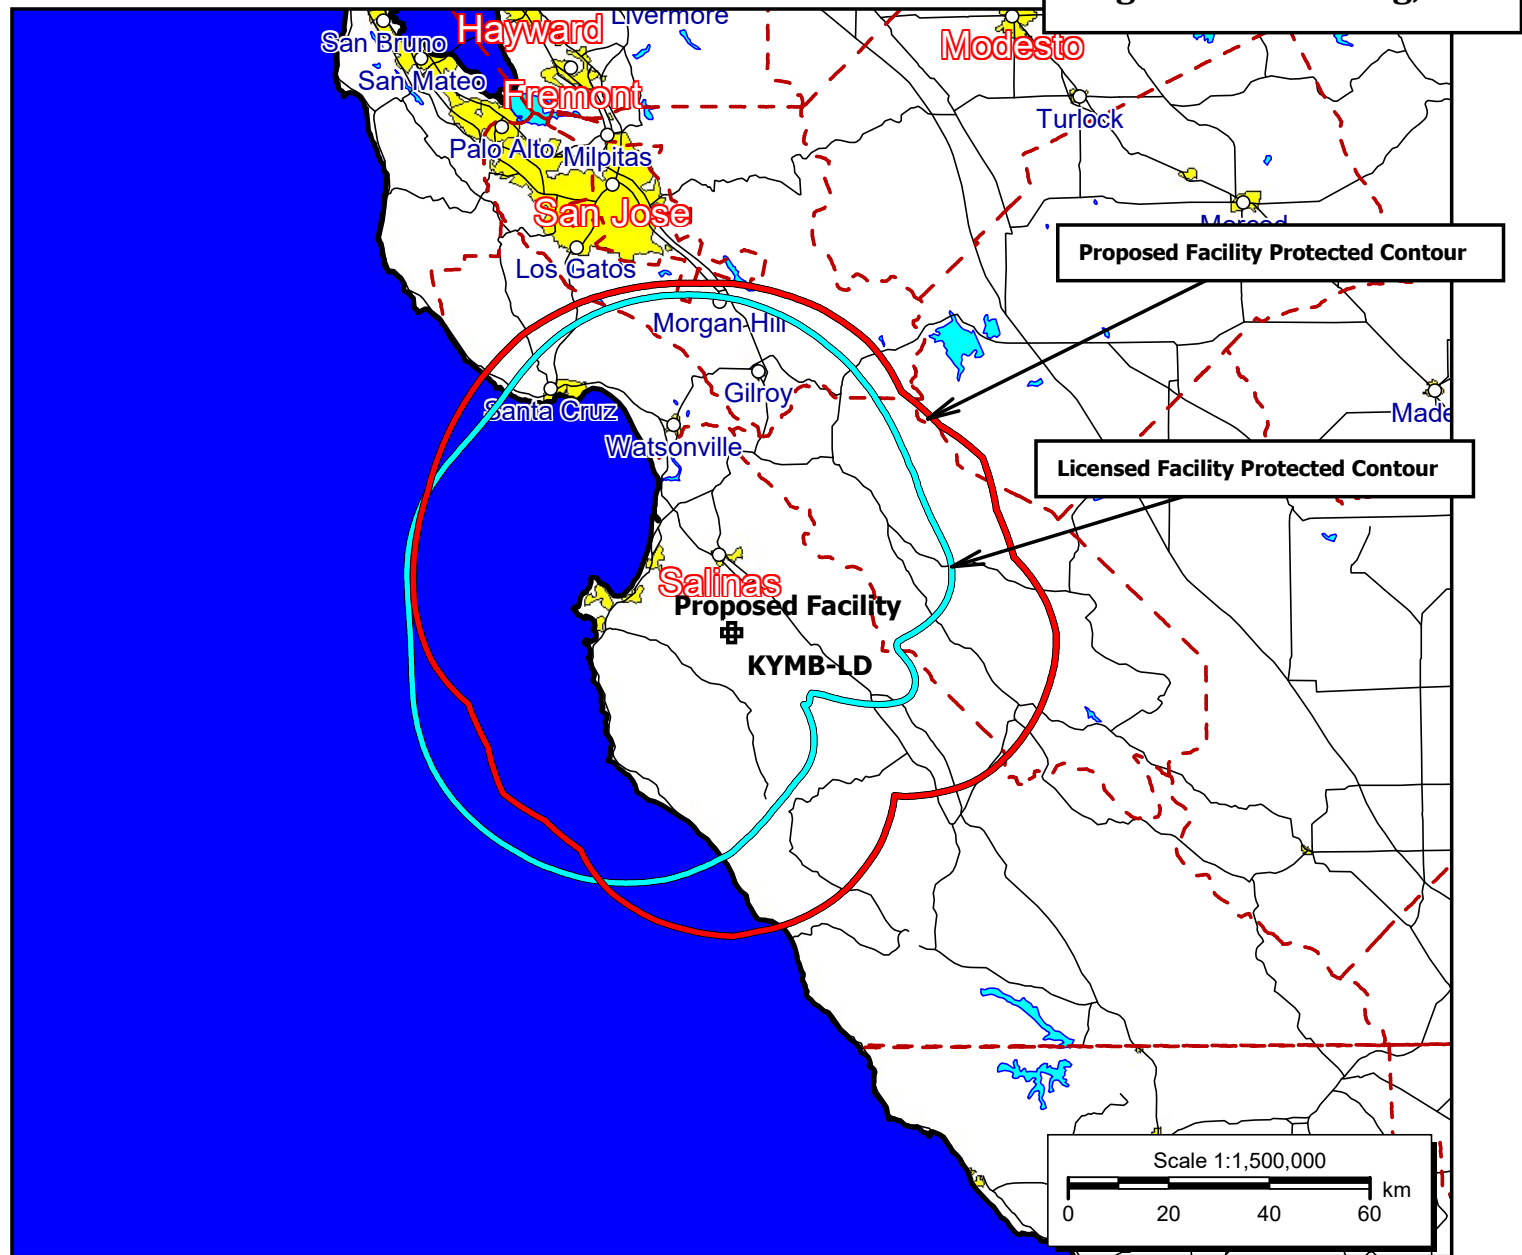 Livermore
Hayward
San Bruno
Modesto
San Mateo
Fremont
Turlock
Palo Alto
Milpitas
San Jose
Merced
Proposed Facility Protected Contour
Los Gatos
Morgan Hill
Gilroy
Santa Cruz
Watsonville
Licensed Facility Protected Contour
Salinas
Proposed Facility
KYMB-LD
Scale 1:1,500,000
km
0 20 40 60